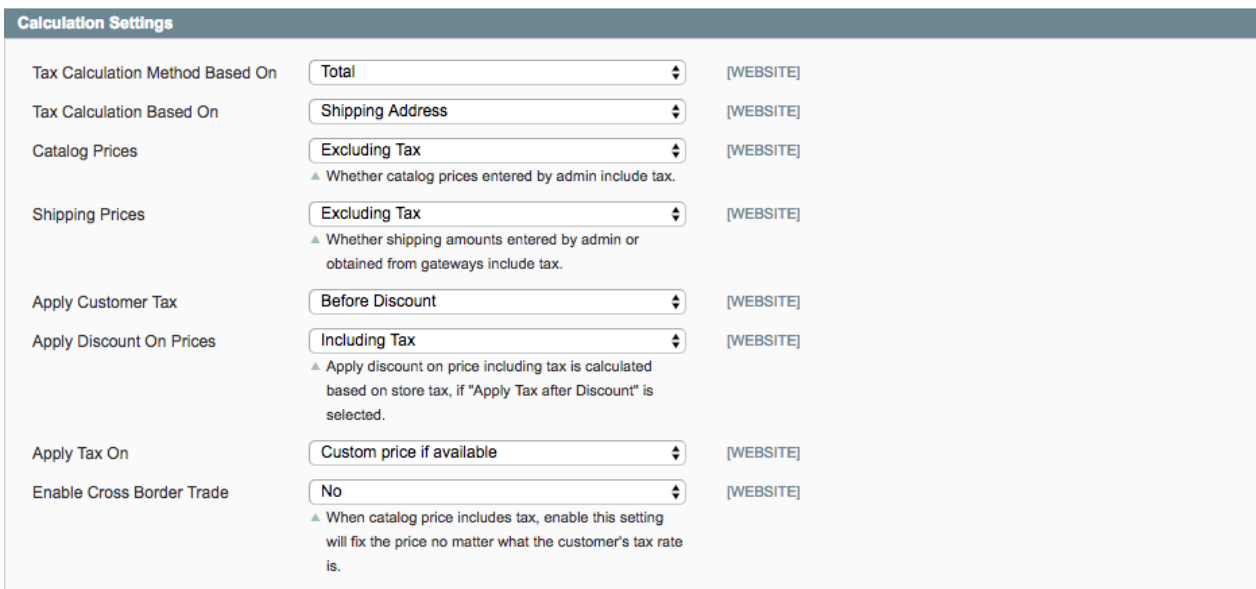 Calculation Settings
Tax Calculation Method Based On Total [WEBSITE]
Tax Calculation Based On Shipping Address [WEBSITE]
Catalog Prices Excluding Tax [WEBSITE]
Whether catalog prices entered by admin include tax.
Shipping Prices Excluding Tax [WEBSITE]
Whether shipping amounts entered by admin or
obtained from gateways include tax.
Apply Customer Tax Before Discount [WEBSITE]
Apply Discount On Prices Including Tax [WEBSITE]
Apply discount on price including tax is calculated
based on store tax, if "Apply Tax after Discount" is
selected.
Apply Tax On Custom price if available [WEBSITE]
Enable Cross Border Trade No [WEBSITE]
When catalog price includes tax, enable this setting
will fix the price no matter what the customer's tax rate
is.